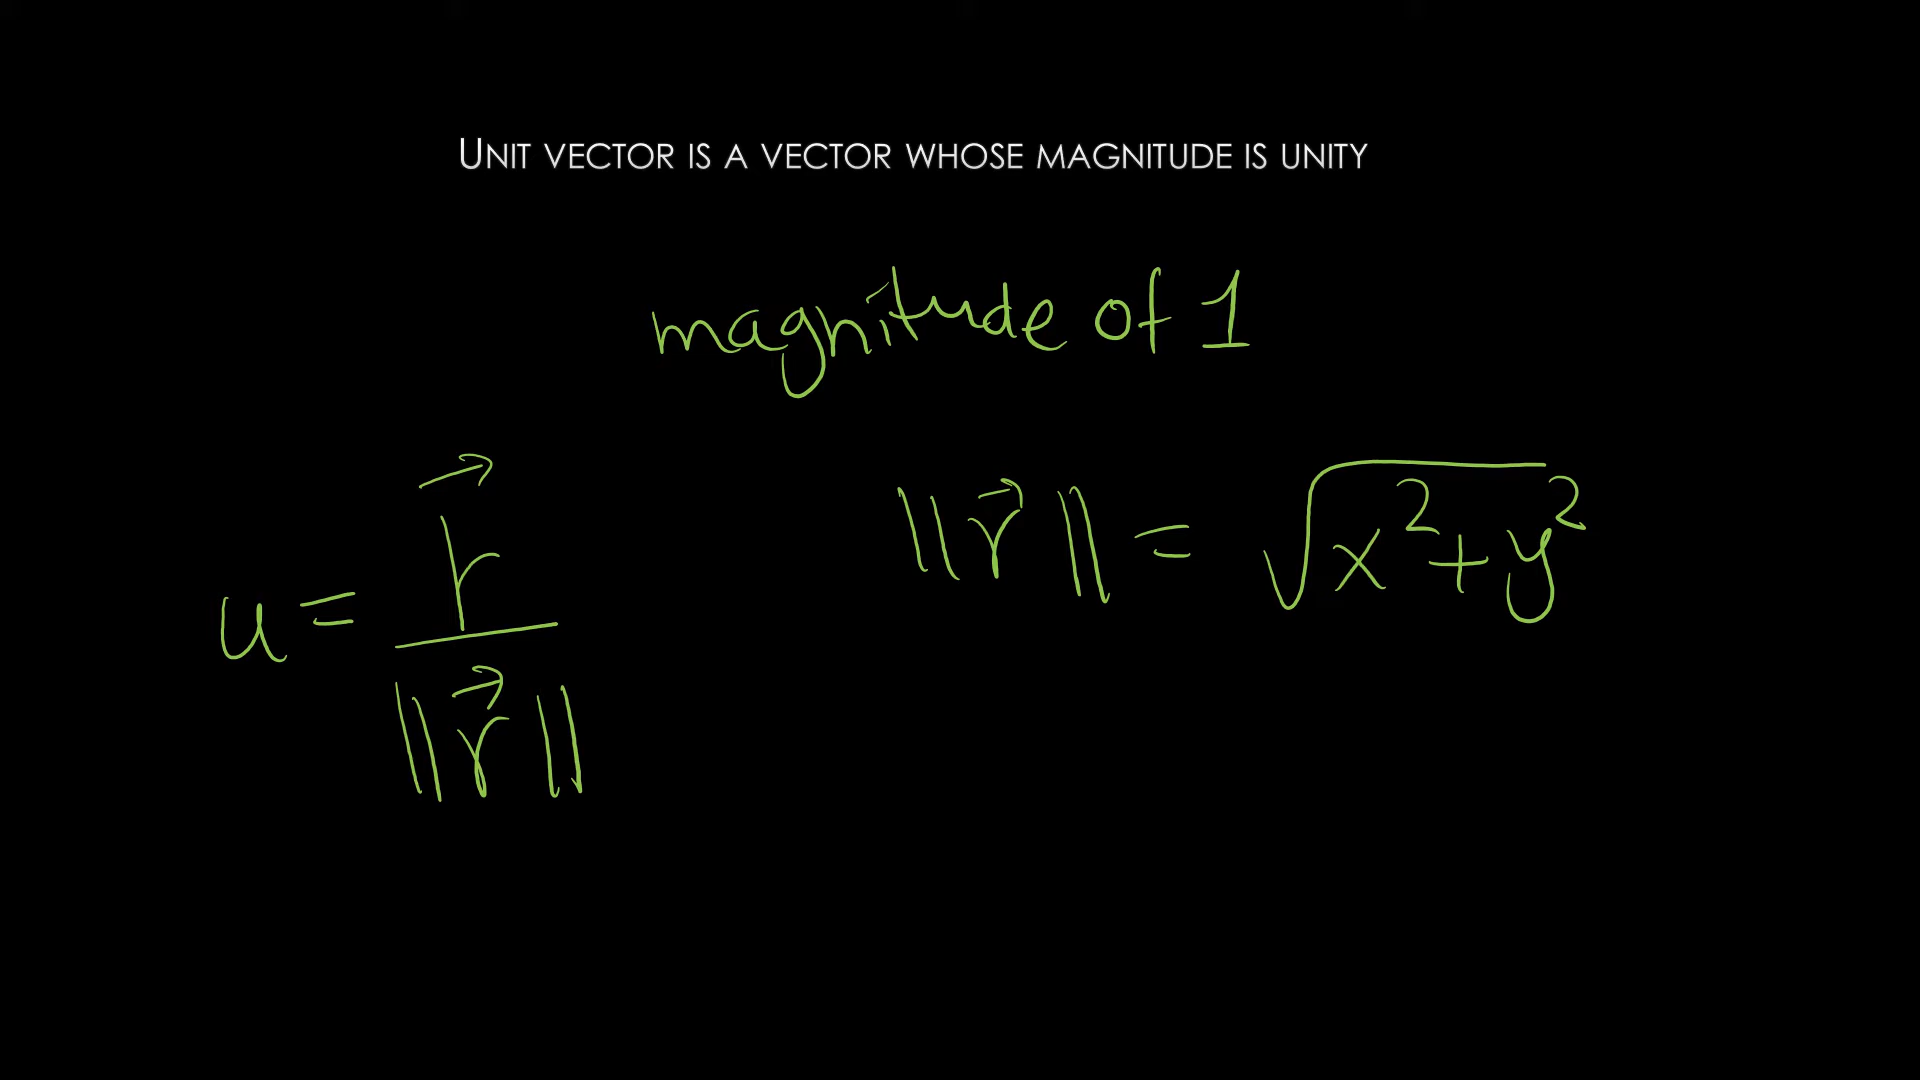 Unit vector is a vector whose magnitude is unity
magnitude of 1
u = r⃗ / ||r⃗||
||r⃗|| = √(x² + y²)